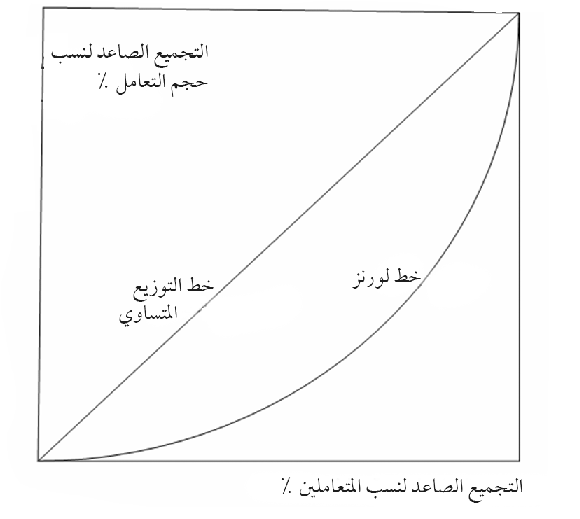 التجميع الصاعد لنسب
حجم التعامل ٪
خط التوزيع
المتساوي
خط لورنز
التجميع الصاعد لنسب المتعاملين ٪